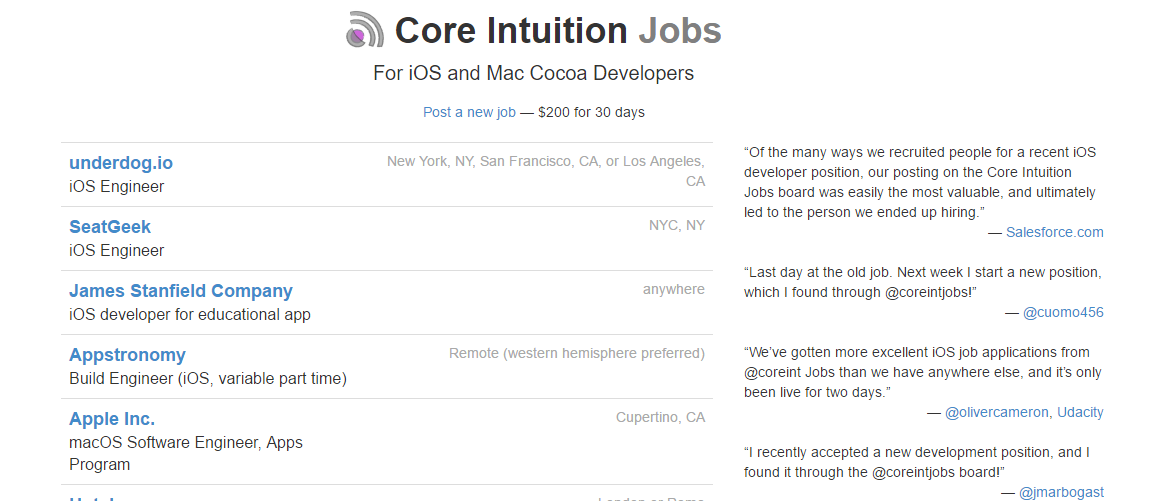 Core Intuition Jobs
For iOS and Mac Cocoa Developers
Post a new job — $200 for 30 days
underdog.io
iOS Engineer
New York, NY, San Francisco, CA, or Los Angeles,
CA
SeatGeek
iOS Engineer
NYC, NY
James Stanfield Company
iOS developer for educational app
anywhere
Appstronomy
Build Engineer (iOS, variable part time)
Remote (western hemisphere preferred)
Apple Inc.
macOS Software Engineer, Apps
Program
Cupertino, CA
“Of the many ways we recruited people for a recent iOS
developer position, our posting on the Core Intuition
Jobs board was easily the most valuable, and ultimately
led to the person we ended up hiring.”
— Salesforce.com
“Last day at the old job. Next week I start a new position,
which I found through @coreintjobs!”
— @cuomo456
“We’ve gotten more excellent iOS job applications from
@coreint Jobs than we have anywhere else, and it’s only
been live for two days.”
— @olivercameron, Udacity
“I recently accepted a new development position, and I
found it through the @coreintjobs board!”
— @jmarbogast